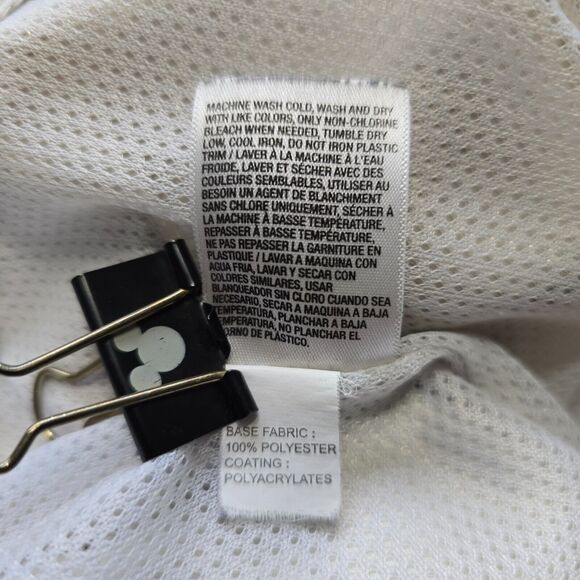 MACHINE WASH COLD, WASH AND DRY
WITH LIKE COLORS, ONLY NON-CHLORINE
BLEACH WHEN NEEDED, TUMBLE DRY
LOW, COOL IRON, DO NOT IRON PLASTIC
TRIM / LAVER À LA MACHINE À L'EAU
FROIDE, LAVER ET SÉCHER AVEC DES
COULEURS SEMBLABLES, UTILISER AU
BESOIN UN AGENT DE BLANCHIMENT
SANS CHLORE UNIQUEMENT, SÉCHER À
LA MACHINE À BASSE TEMPÉRATURE,
REPASSER À BASSE TEMPÉRATURE,
NE PAS REPASSER LA GARNITURE EN
PLASTIQUE / LAVAR A MAQUINA CON
AGUA FRIA, LAVAR Y SECAR CON
COLORES SIMILARES, USAR
BLANQUEADOR SIN CLORO CUANDO SEA
NECESARIO, SECAR A MAQUINA A BAJA
TEMPERATURA, PLANCHAR A BAJA
TEMPERATURA, NO PLANCHAR EL
DE PLÁSTICO.
BASE FABRIC :
100% POLYESTER
COATING :
POLYACRYLATES